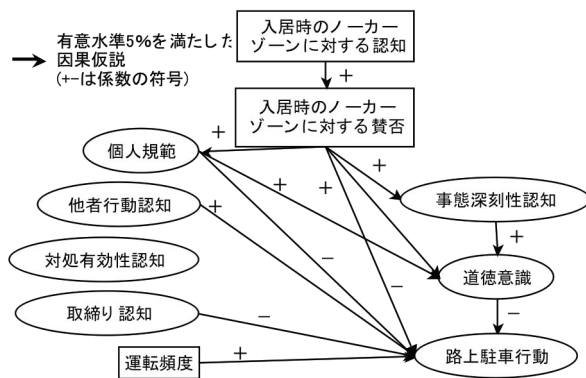 有意水準5%を満たした
因果仮説
(+−は係数の符号)
入居時のノーカー
ゾーンに対する認知
+
入居時のノーカー
ゾーンに対する賛否
+
個人規範
+
他者行動認知
+
+
+
事態深刻性認知
+
対処有効性認知
−
道徳意識
取締り認知
−
−
−
運転頻度
+
路上駐車行動